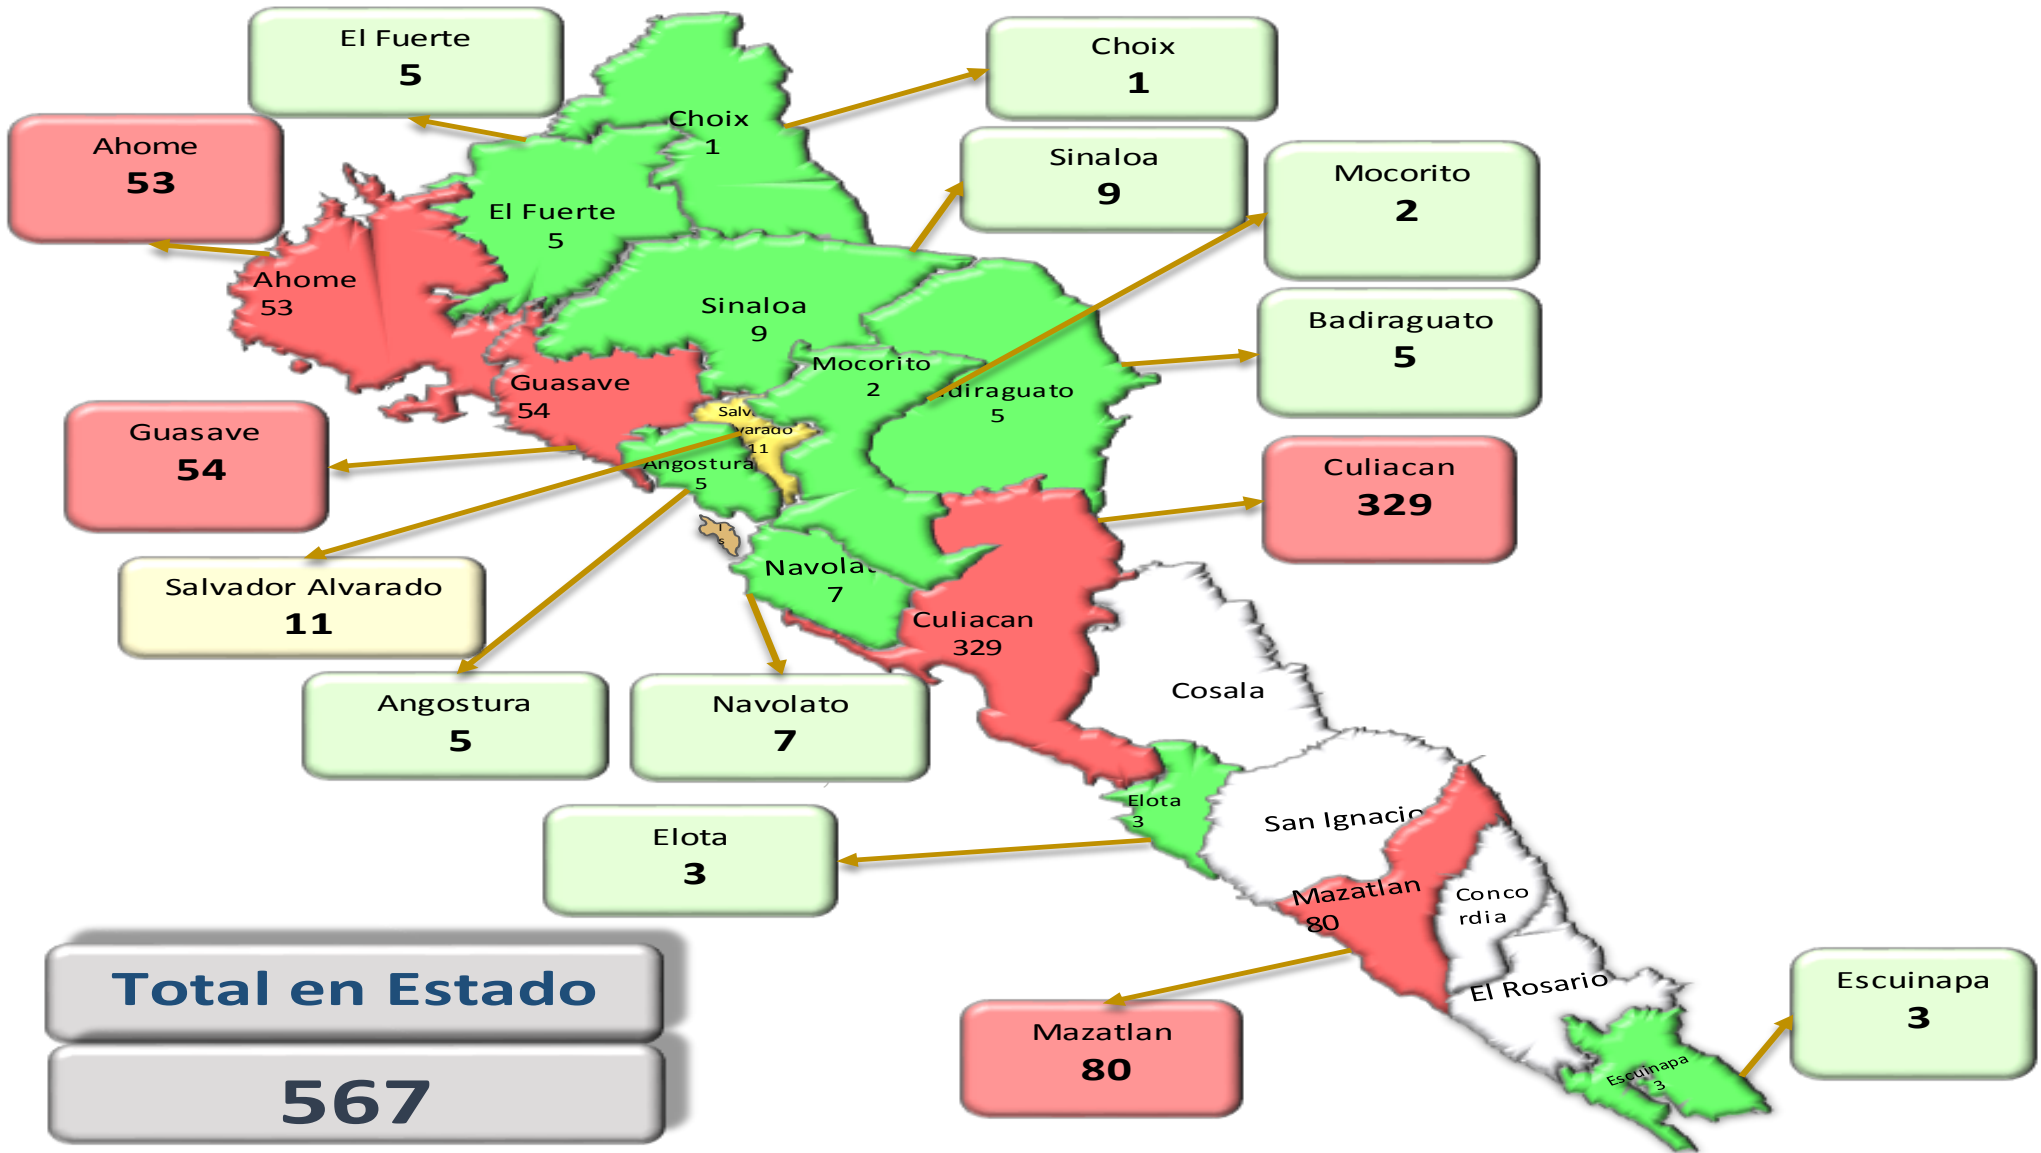 El Fuerte
5
Choix
1
Ahome
53
Sinaloa
9
Mocorito
2
Badiraguato
5
Guasave
54
Culiacan
329
Salvador Alvarado
11
Angostura
5
Navolato
7
Elota
3
Mazatlan
80
Escuinapa
3
Total en Estado
567
Choix
1
El Fuerte
5
Ahome
53
Sinaloa
9
Mocorito
2
diraguato
5
Guasave
54
Salv
varado
11
Angostura
5
Navolat
7
Culiacan
329
Cosala
Elota
3
San Ignacio
Mazatlan
80
Conco
rdia
El Rosario
Escuinapa
3